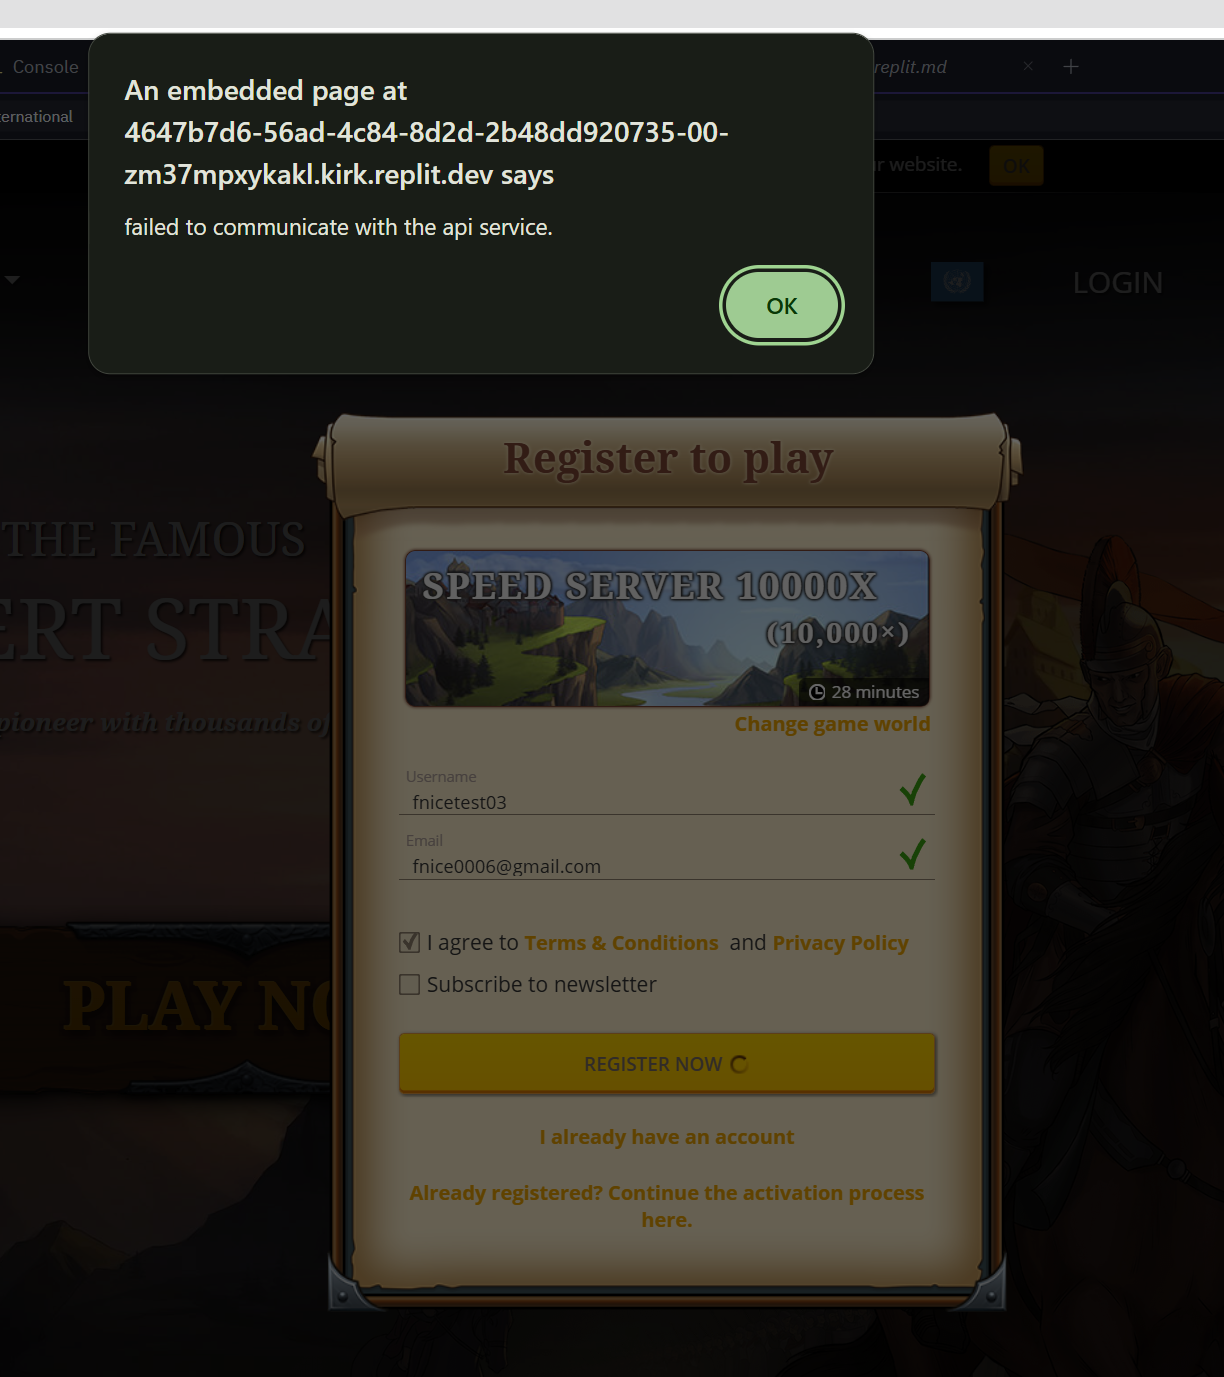 Console
replit.md
ternational
An embedded page at
4647b7d6-56ad-4c84-8d2d-2b48dd920735-00-
zm37mpxykakl.kirk.replit.dev says
failed to communicate with the api service.
OK
website.
OK
LOGIN
Register to play
THE FAMOUS
ERT STRA
pioneer with thousands of
PLAY NO
SPEED SERVER 10000X
(10,000×)
28 minutes
Change game world
Username
fnicetest03
Email
fnice0006@gmail.com
I agree to Terms & Conditions and Privacy Policy
Subscribe to newsletter
REGISTER NOW
I already have an account
Already registered? Continue the activation process
here.